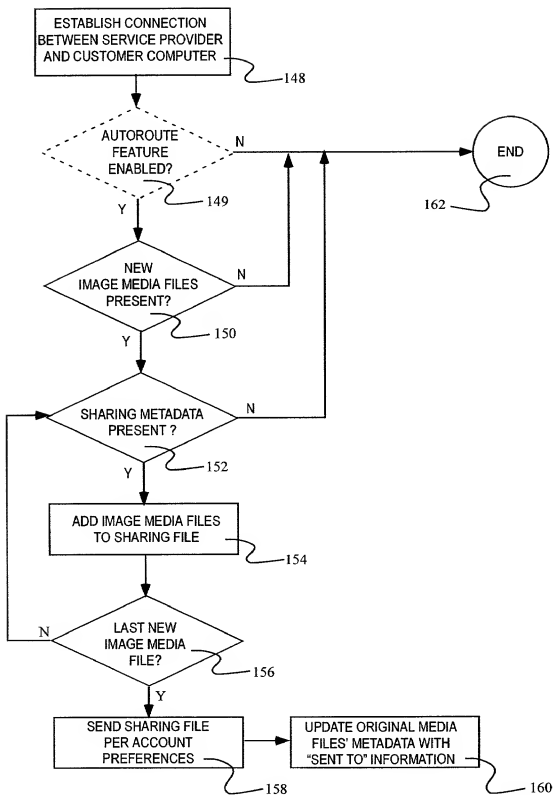 ESTABLISH CONNECTION
BETWEEN SERVICE PROVIDER
AND CUSTOMER COMPUTER
148
AUTOROUTE
FEATURE
ENABLED?
N
149
Y
END
162
NEW
IMAGE MEDIA FILES
PRESENT?
N
150
Y
SHARING METADATA
PRESENT ?
N
152
Y
ADD IMAGE MEDIA FILES
TO SHARING FILE
154
LAST NEW
IMAGE MEDIA
FILE?
N
156
Y
SEND SHARING FILE
PER ACCOUNT
PREFERENCES
158
UPDATE ORIGINAL MEDIA
FILES' METADATA WITH
"SENT TO" INFORMATION
160